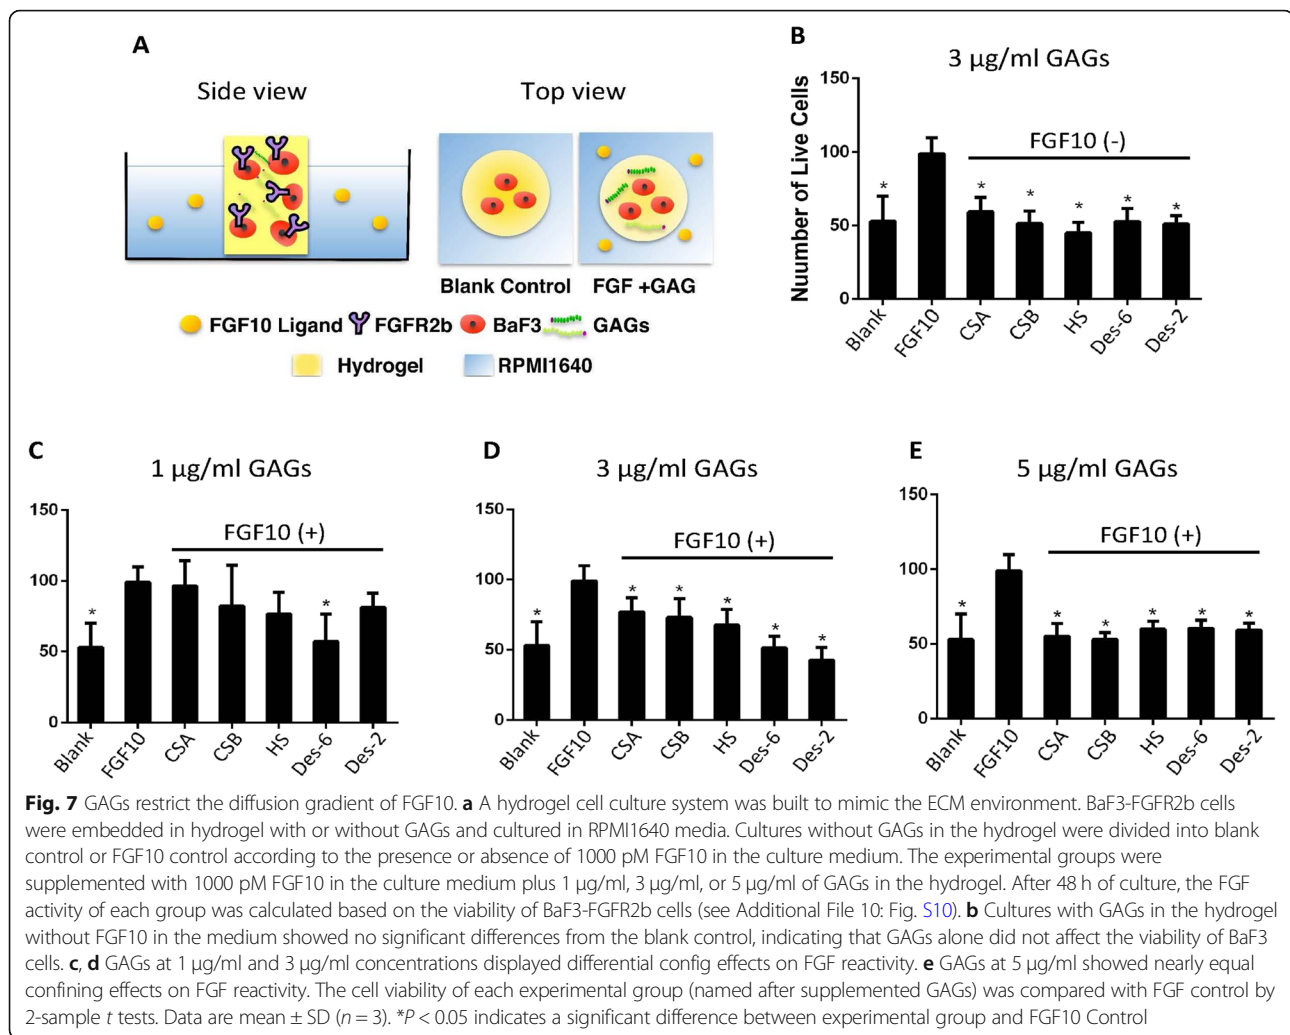 A
Side view
Top view
Blank Control
FGF +GAG
FGF10 Ligand
FGFR2b
BaF3
GAGs
Hydrogel
RPMI1640
B
3 µg/ml GAGs
Nuumber of Live Cells
150
100
50
0
FGF10 (-)
*
*
*
*
*
*
Blank
FGF10
CSA
CSB
HS
Des-6
Des-2
C
1 µg/ml GAGs
150
100
50
0
FGF10 (+)
*
*
Blank
FGF10
CSA
CSB
HS
Des-6
Des-2
D
3 µg/ml GAGs
150
100
50
0
FGF10 (+)
*
*
*
*
*
*
Blank
FGF10
CSA
CSB
HS
Des-6
Des-2
E
5 µg/ml GAGs
150
100
50
0
FGF10 (+)
*
*
*
*
*
*
Blank
FGF10
CSA
CSB
HS
Des-6
Des-2
Fig. 7 GAGs restrict the diffusion gradient of FGF10. a A hydrogel cell culture system was built to mimic the ECM environment. BaF3-FGFR2b cells
were embedded in hydrogel with or without GAGs and cultured in RPMI1640 media. Cultures without GAGs in the hydrogel were divided into blank
control or FGF10 control according to the presence or absence of 1000 pM FGF10 in the culture medium. The experimental groups were
supplemented with 1000 pM FGF10 in the culture medium plus 1 µg/ml, 3 µg/ml, or 5 µg/ml of GAGs in the hydrogel. After 48 h of culture, the FGF
activity of each group was calculated based on the viability of BaF3-FGFR2b cells (see Additional File 10: Fig. S10). b Cultures with GAGs in the hydrogel
without FGF10 in the medium showed no significant differences from the blank control, indicating that GAGs alone did not affect the viability of BaF3
cells. c, d GAGs at 1 µg/ml and 3 µg/ml concentrations displayed differential config effects on FGF reactivity. e GAGs at 5 µg/ml showed nearly equal
confining effects on FGF reactivity. The cell viability of each experimental group (named after supplemented GAGs) was compared with FGF control by
2-sample t tests. Data are mean ± SD (n = 3). *P < 0.05 indicates a significant difference between experimental group and FGF10 Control